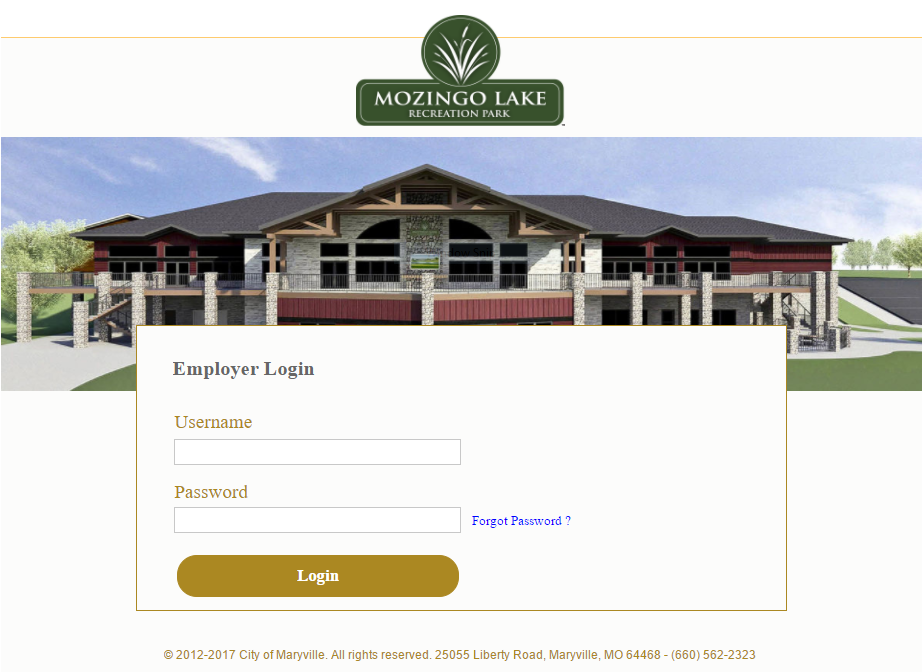 MOZINGO LAKE
RECREATION PARK
Employer Login
Username
Password
Forgot Password ?
Login
© 2012-2017 City of Maryville. All rights reserved. 25055 Liberty Road, Maryville, MO 64468 - (660) 562-2323